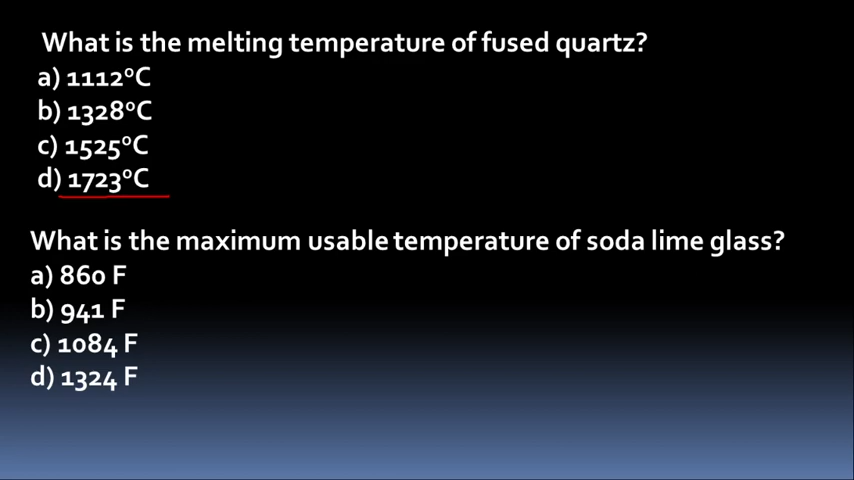 What is the melting temperature of fused quartz?
a) 1112°C
b) 1328°C
c) 1525°C
d) 1723°C
What is the maximum usable temperature of soda lime glass?
a) 860 F
b) 941 F
c) 1084 F
d) 1324 F